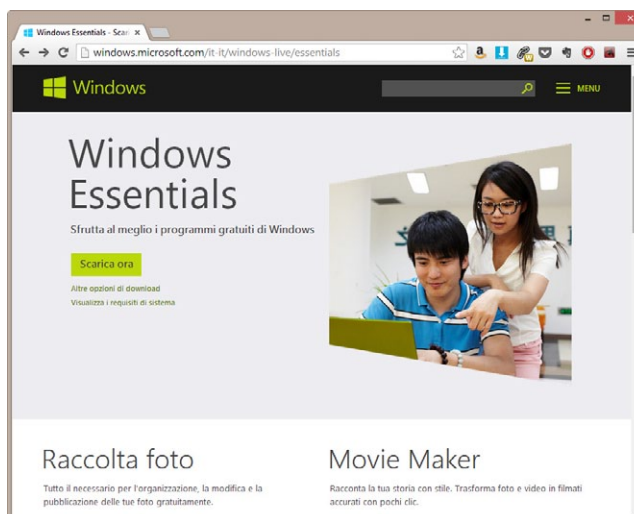 Windows Essentials - Scari
windows.microsoft.com/it-it/windows-live/essentials
Windows
MENU
Windows
Essentials
Sfrutta al meglio i programmi gratuiti di Windows
Scarica ora
Altre opzioni di download
Visualizza i requisiti di sistema
Raccolta foto
Tutto il necessario per l'organizzazione, la modifica e la
pubblicazione delle tue foto gratuitamente.
Movie Maker
Racconta la tua storia con stile. Trasforma foto e video in filmati
accurati con pochi clic.